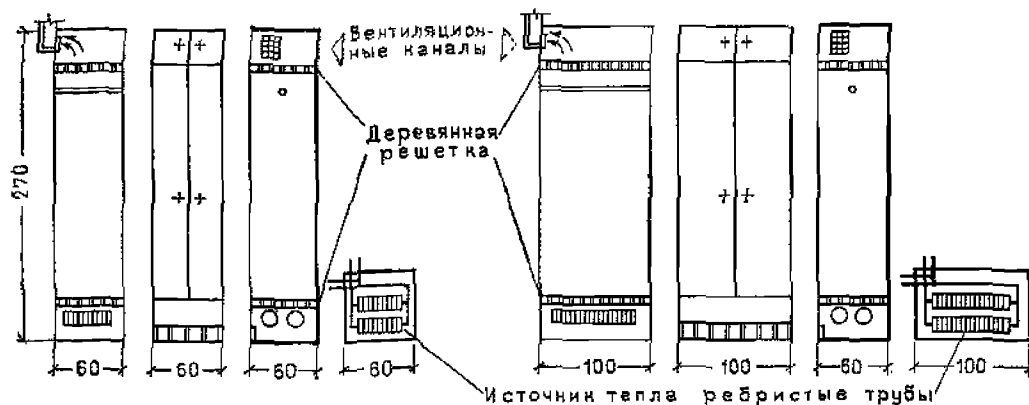 Вентиляцион-
ные каналы
Деревянная
решетка
270
60
60
60
60
100
100
60
100
Источник тепла ребристые трубы